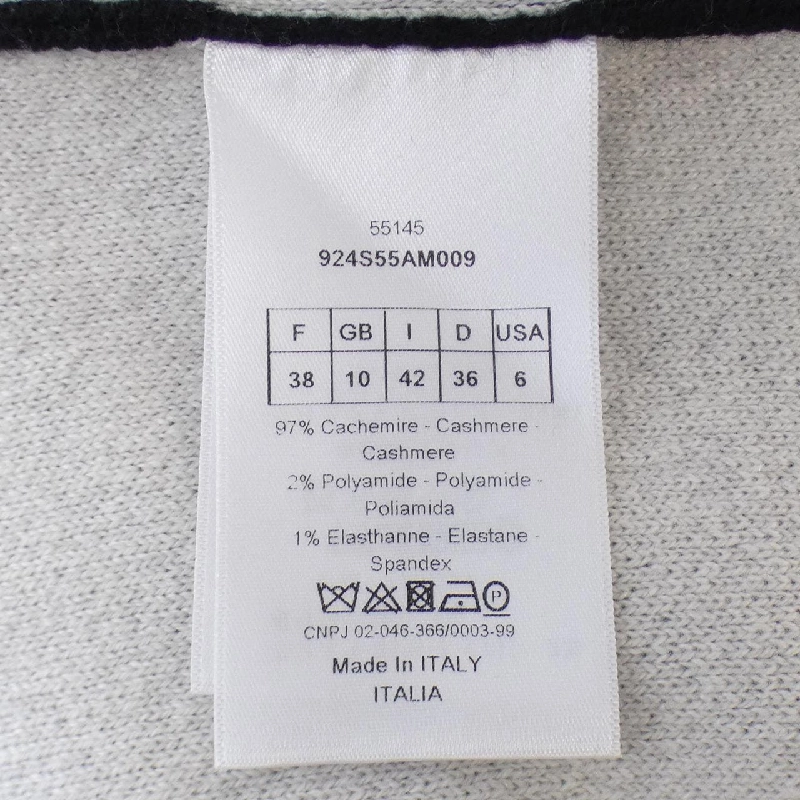 55145
924S55AM009
F GB I D USA
38 10 42 36 6
97% Cachemire - Cashmere -
Cashmere
2% Polyamide - Polyamide -
Poliamida
1% Elasthanne - Elastane -
Spandex
P
CNPJ 02-046-366/0003-99
Made In ITALY
ITALIA